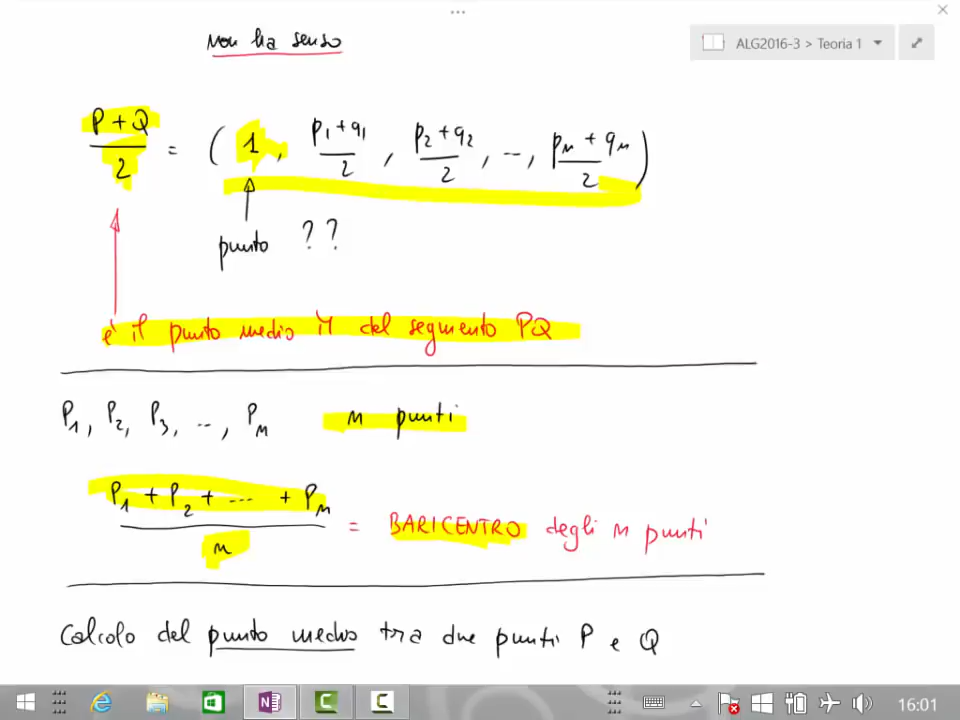 non ha senso
ALG2016-3 > Teoria 1
P + Q / 2 = ( 1 , p1 + q1 / 2 , p2 + q2 / 2 , ... , pn + qn / 2 )
punto ??
è il punto medio M del segmento PQ
P1, P2, P3, ..., Pn n punti
P1 + P2 + ... + Pn / n = BARICENTRO degli n punti
Calcolo del punto medio tra due punti P e Q
16:01